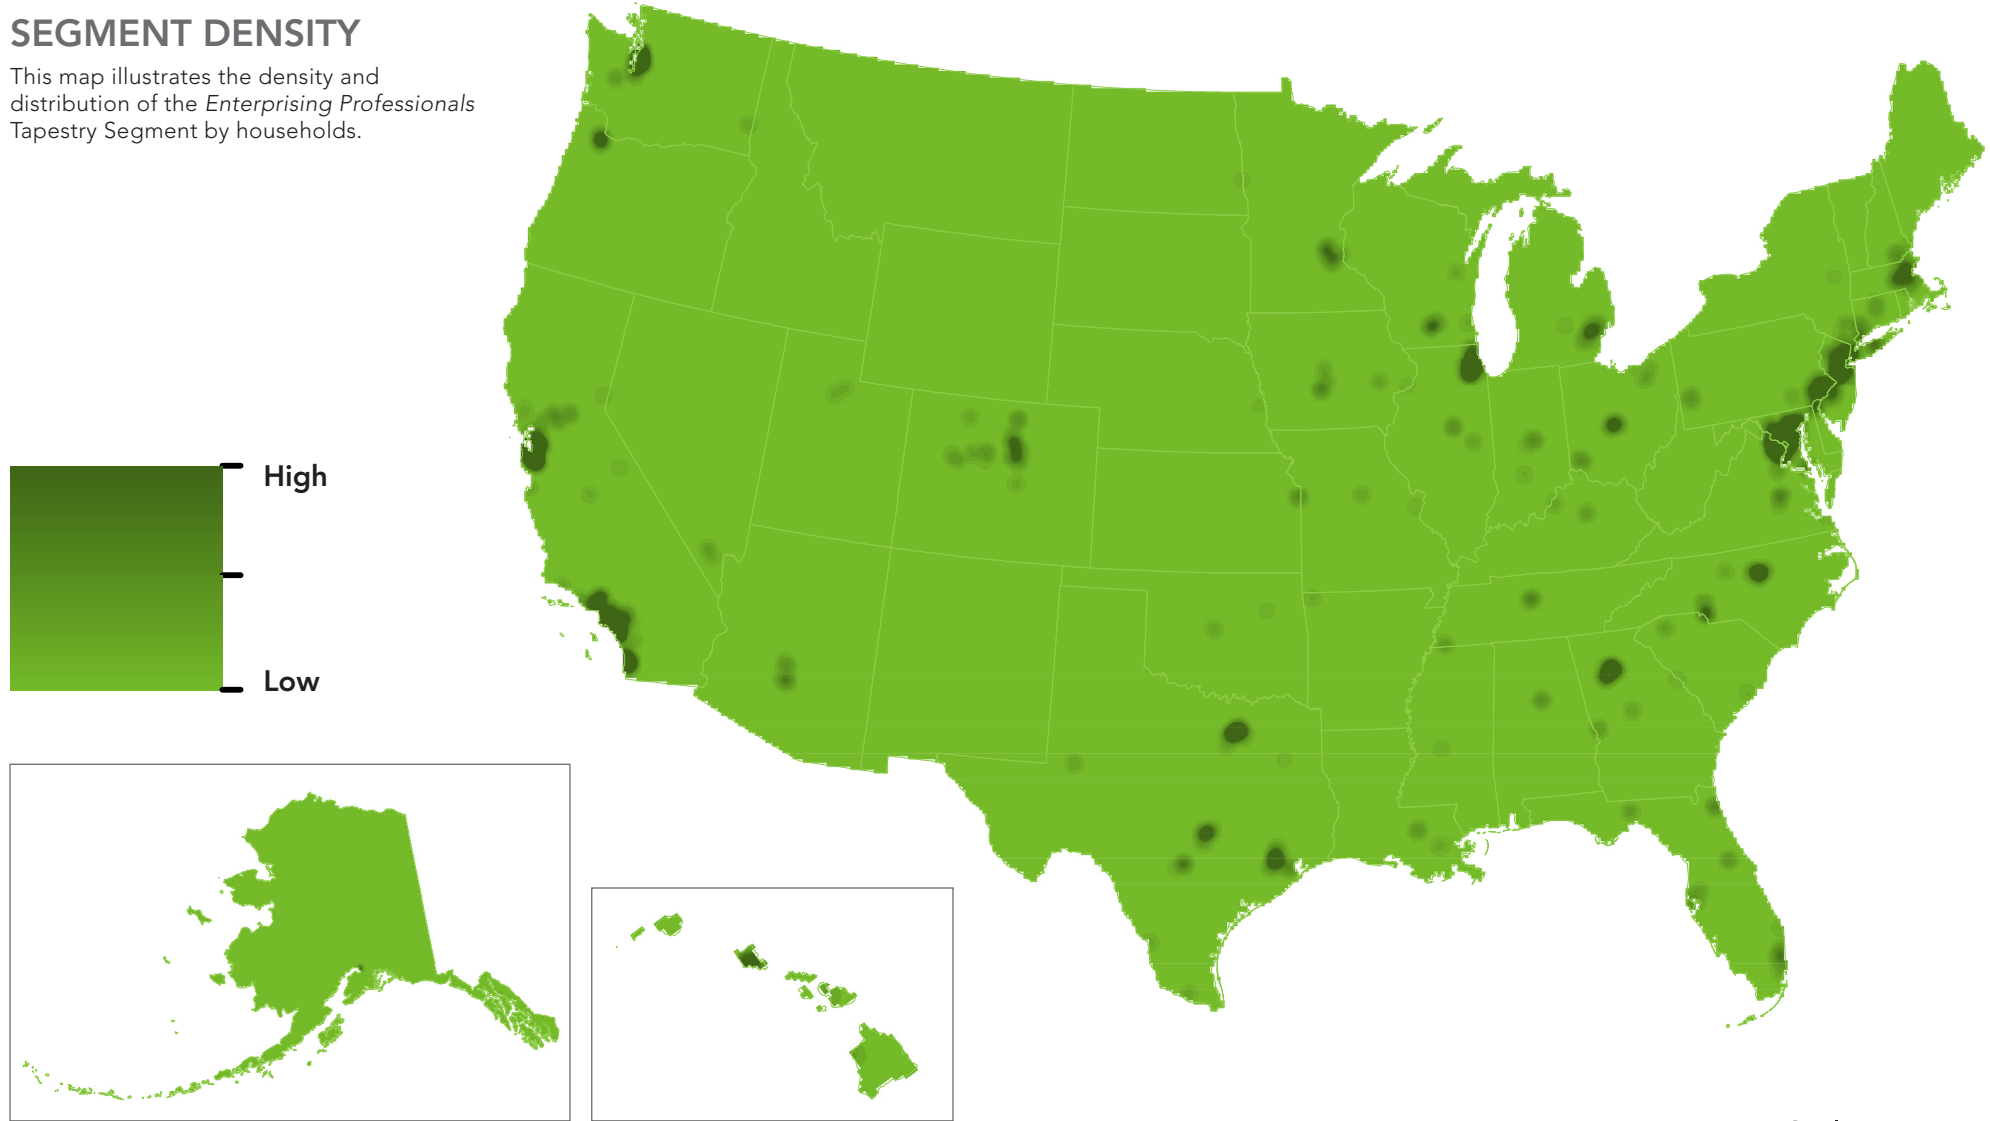 SEGMENT DENSITY
This map illustrates the density and
distribution of the Enterprising Professionals
Tapestry Segment by households.
High
Low